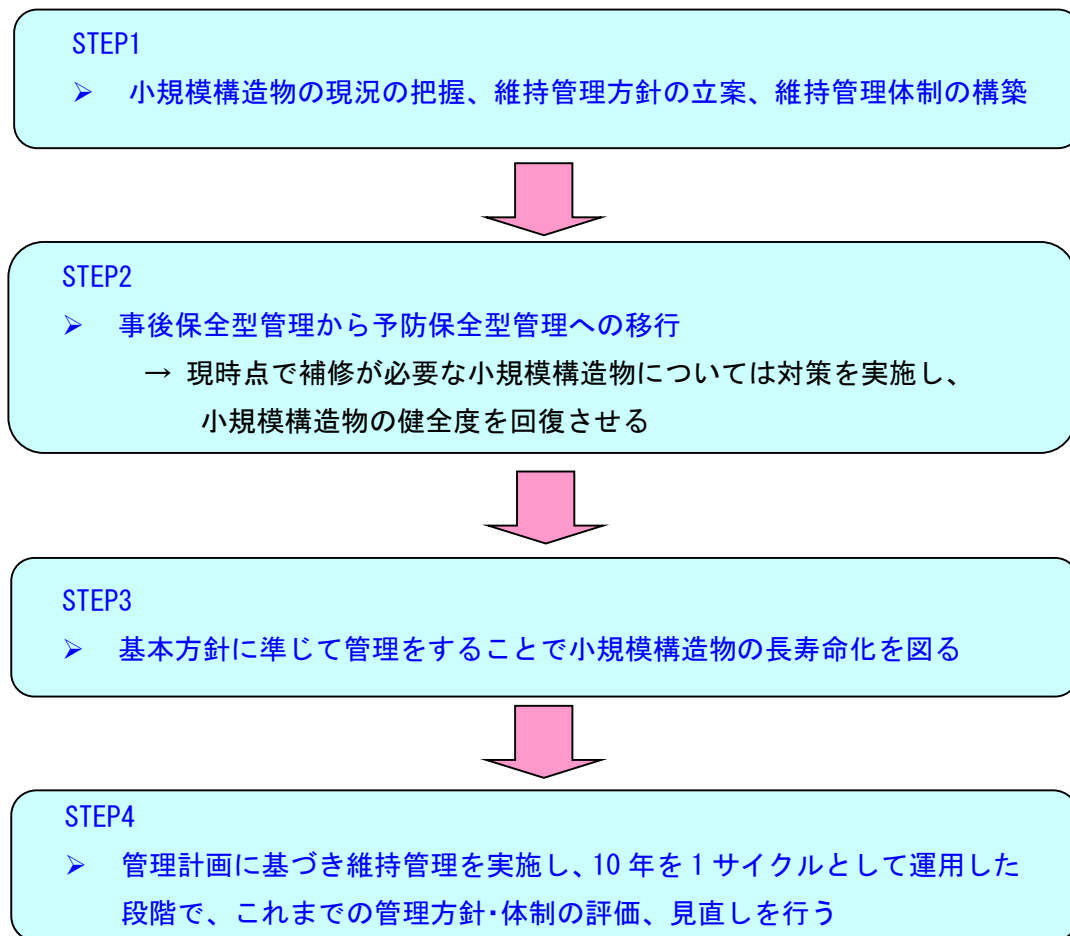 STEP1
➢ 小規模構造物の現況の把握、維持管理方針の立案、維持管理体制の構築
STEP2
➢ 事後保全型管理から予防保全型管理への移行
→ 現時点で補修が必要な小規模構造物については対策を実施し、
小規模構造物の健全度を回復させる
STEP3
➢ 基本方針に準じて管理をすることで小規模構造物の長寿命化を図る
STEP4
➢ 管理計画に基づき維持管理を実施し、10年を1サイクルとして運用した
段階で、これまでの管理方針・体制の評価、見直しを行う